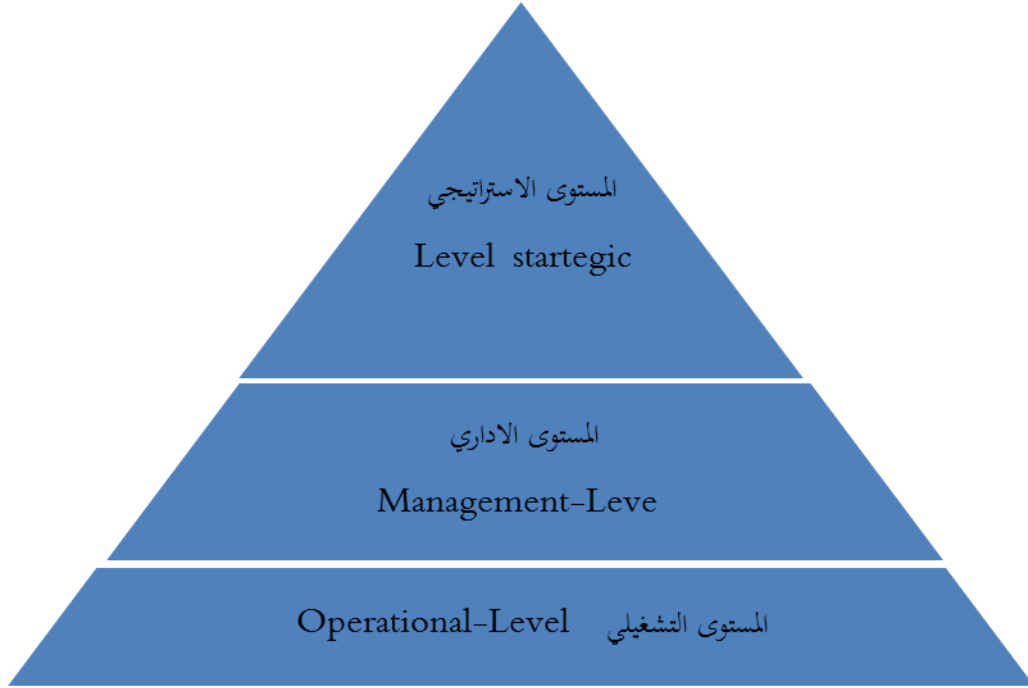 المستوى الاستراتيجي
Level startegic
المستوى الاداري
Management-Leve
Operational-Level المستوى التشغيلي